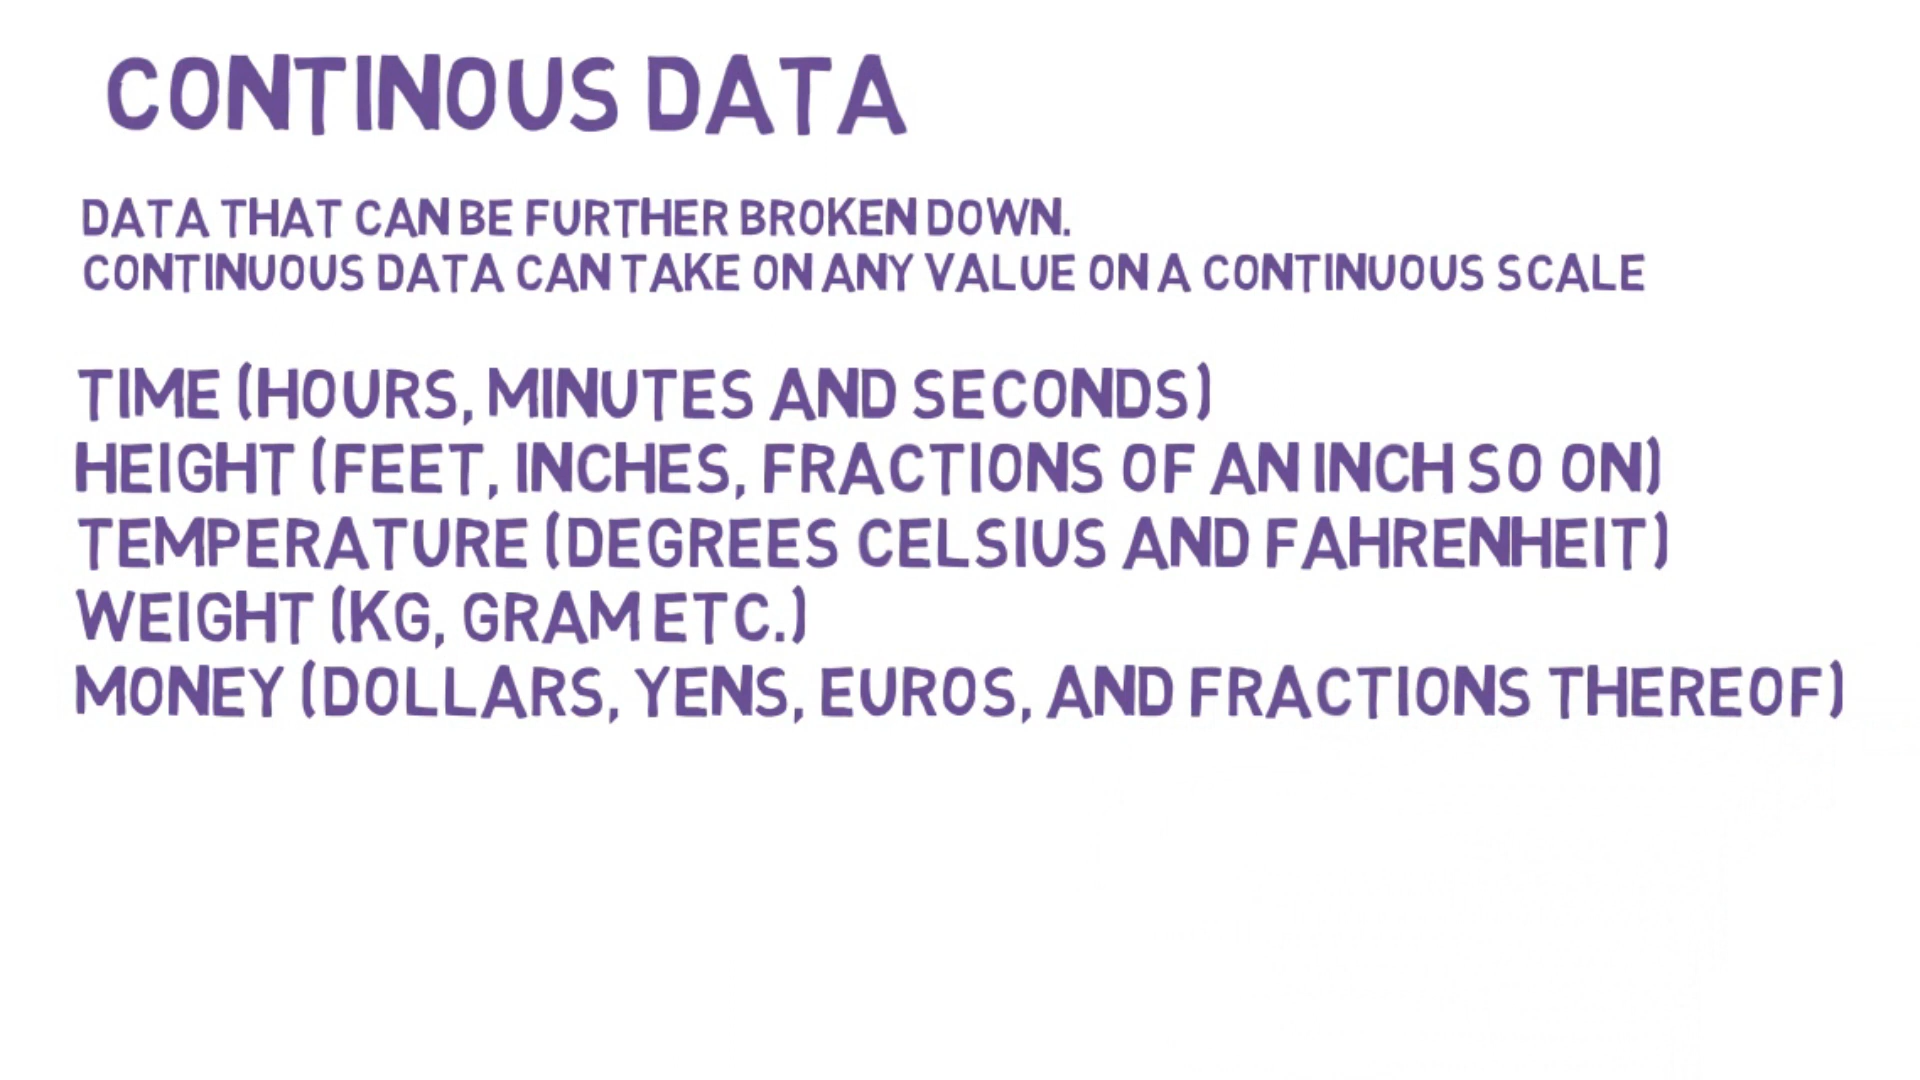 CONTINOUS DATA
DATA THAT CAN BE FURTHER BROKEN DOWN.
CONTINUOUS DATA CAN TAKE ON ANY VALUE ON A CONTINUOUS SCALE
TIME (HOURS, MINUTES AND SECONDS)
HEIGHT (FEET, INCHES, FRACTIONS OF AN INCH SO ON)
TEMPERATURE (DEGREES CELSIUS AND FAHRENHEIT)
WEIGHT (KG, GRAM ETC.)
MONEY (DOLLARS, YENS, EUROS, AND FRACTIONS THEREOF)